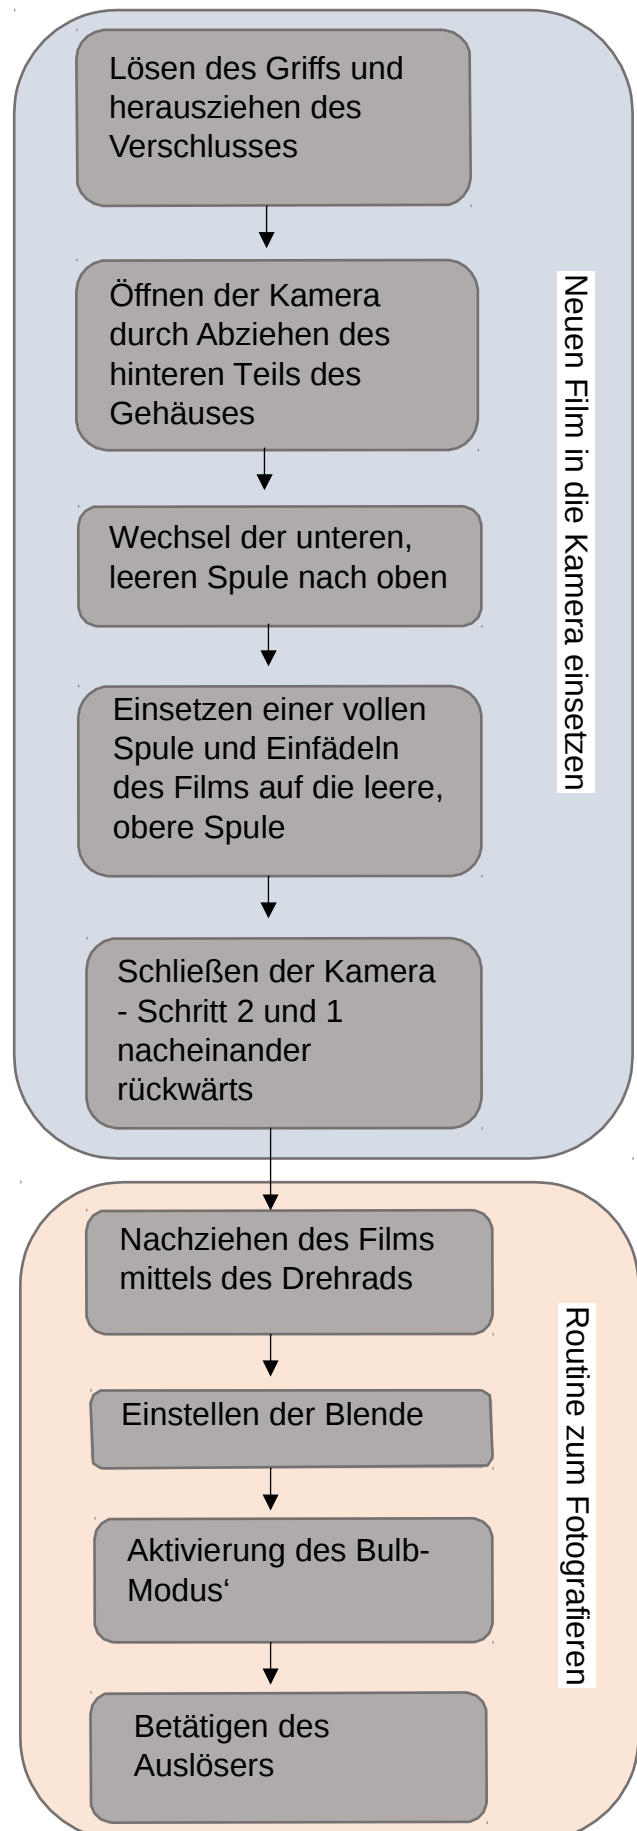 Lösen des Griffs und
herausziehen des
Verschlusses
Öffnen der Kamera
durch Abziehen des
hinteren Teils des
Gehäuses
Wechsel der unteren,
leeren Spule nach oben
Einsetzen einer vollen
Spule und Einfädeln
des Films auf die leere,
obere Spule
Schließen der Kamera
- Schritt 2 und 1
nacheinander
rückwärts
Neuen Film in die Kamera einsetzen
Nachziehen des Films
mittels des Drehrads
Einstellen der Blende
Aktivierung des Bulb-
Modus‘
Betätigen des
Auslösers
Routine zum Fotografieren